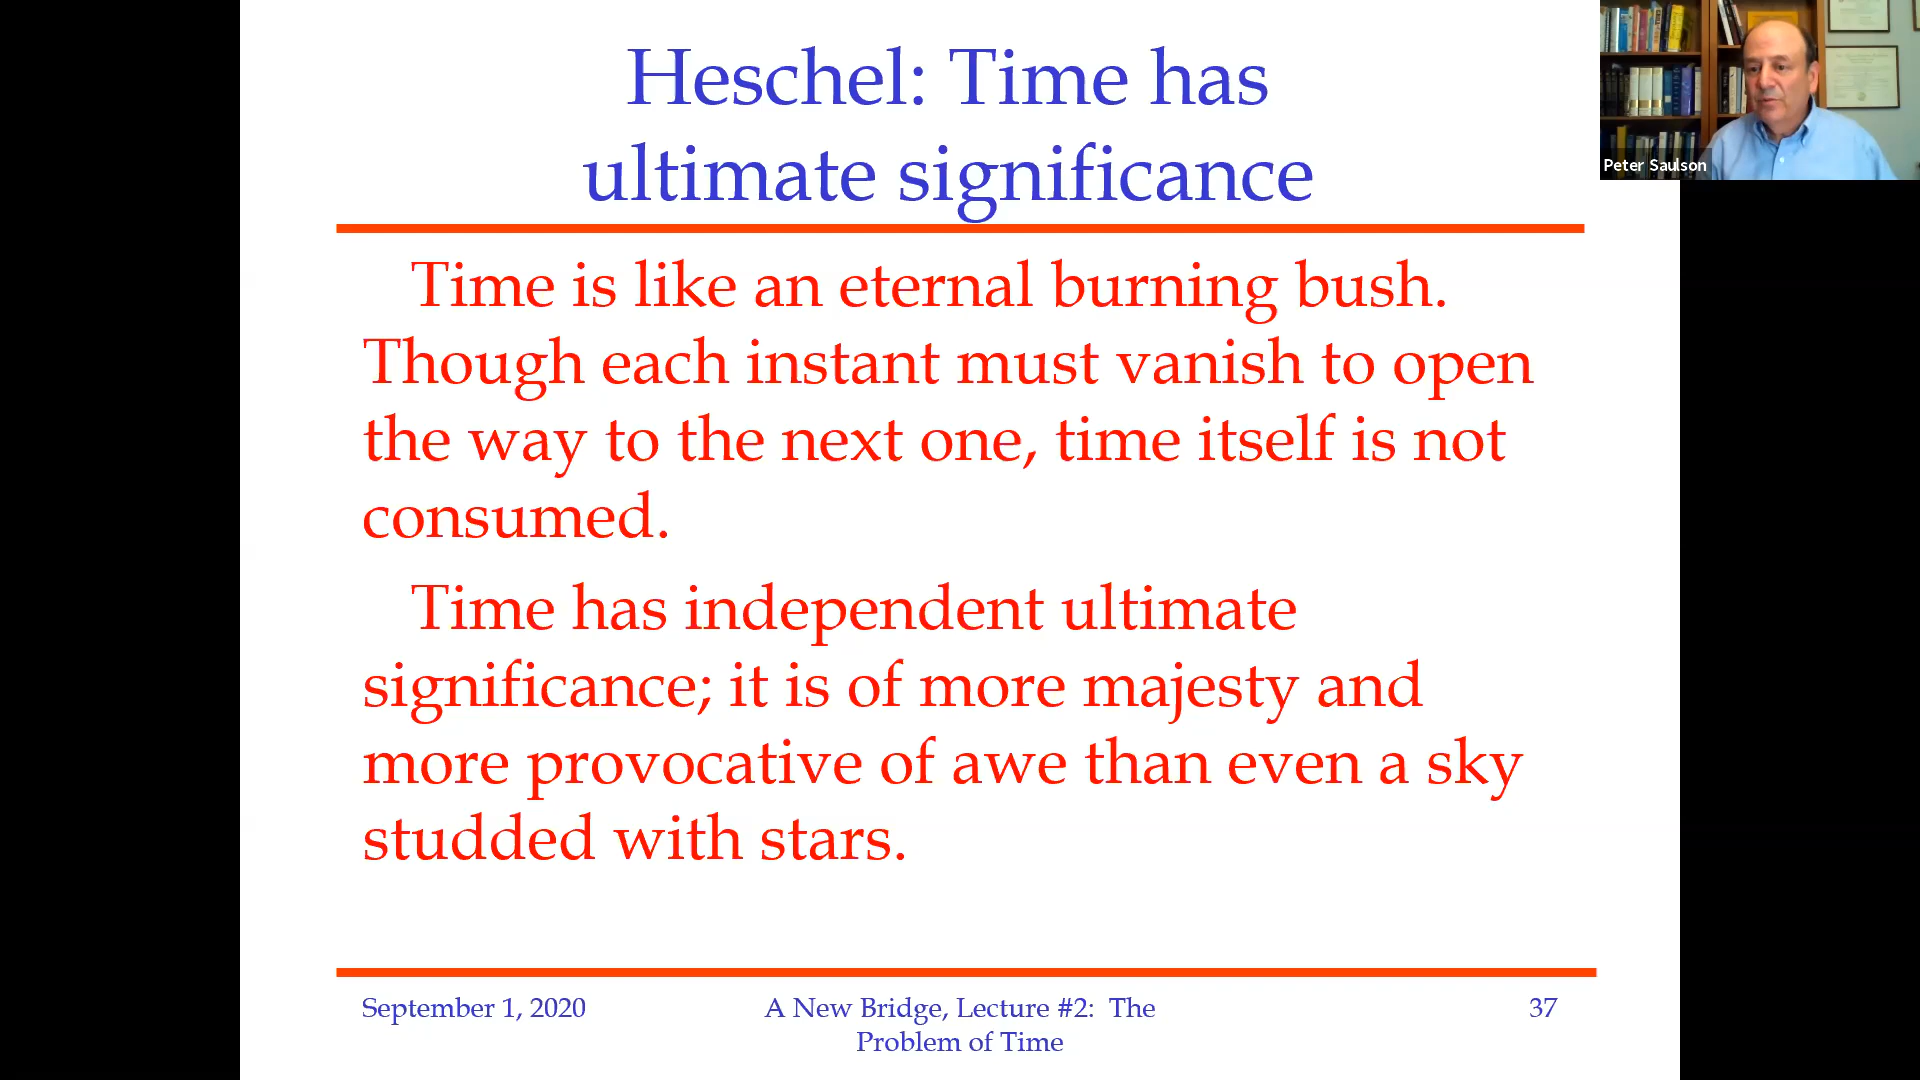 Heschel: Time has
ultimate significance
Peter Saulson
Time is like an eternal burning bush.
Though each instant must vanish to open
the way to the next one, time itself is not
consumed.
Time has independent ultimate
significance; it is of more majesty and
more provocative of awe than even a sky
studded with stars.
September 1, 2020
A New Bridge, Lecture #2: The
Problem of Time
37